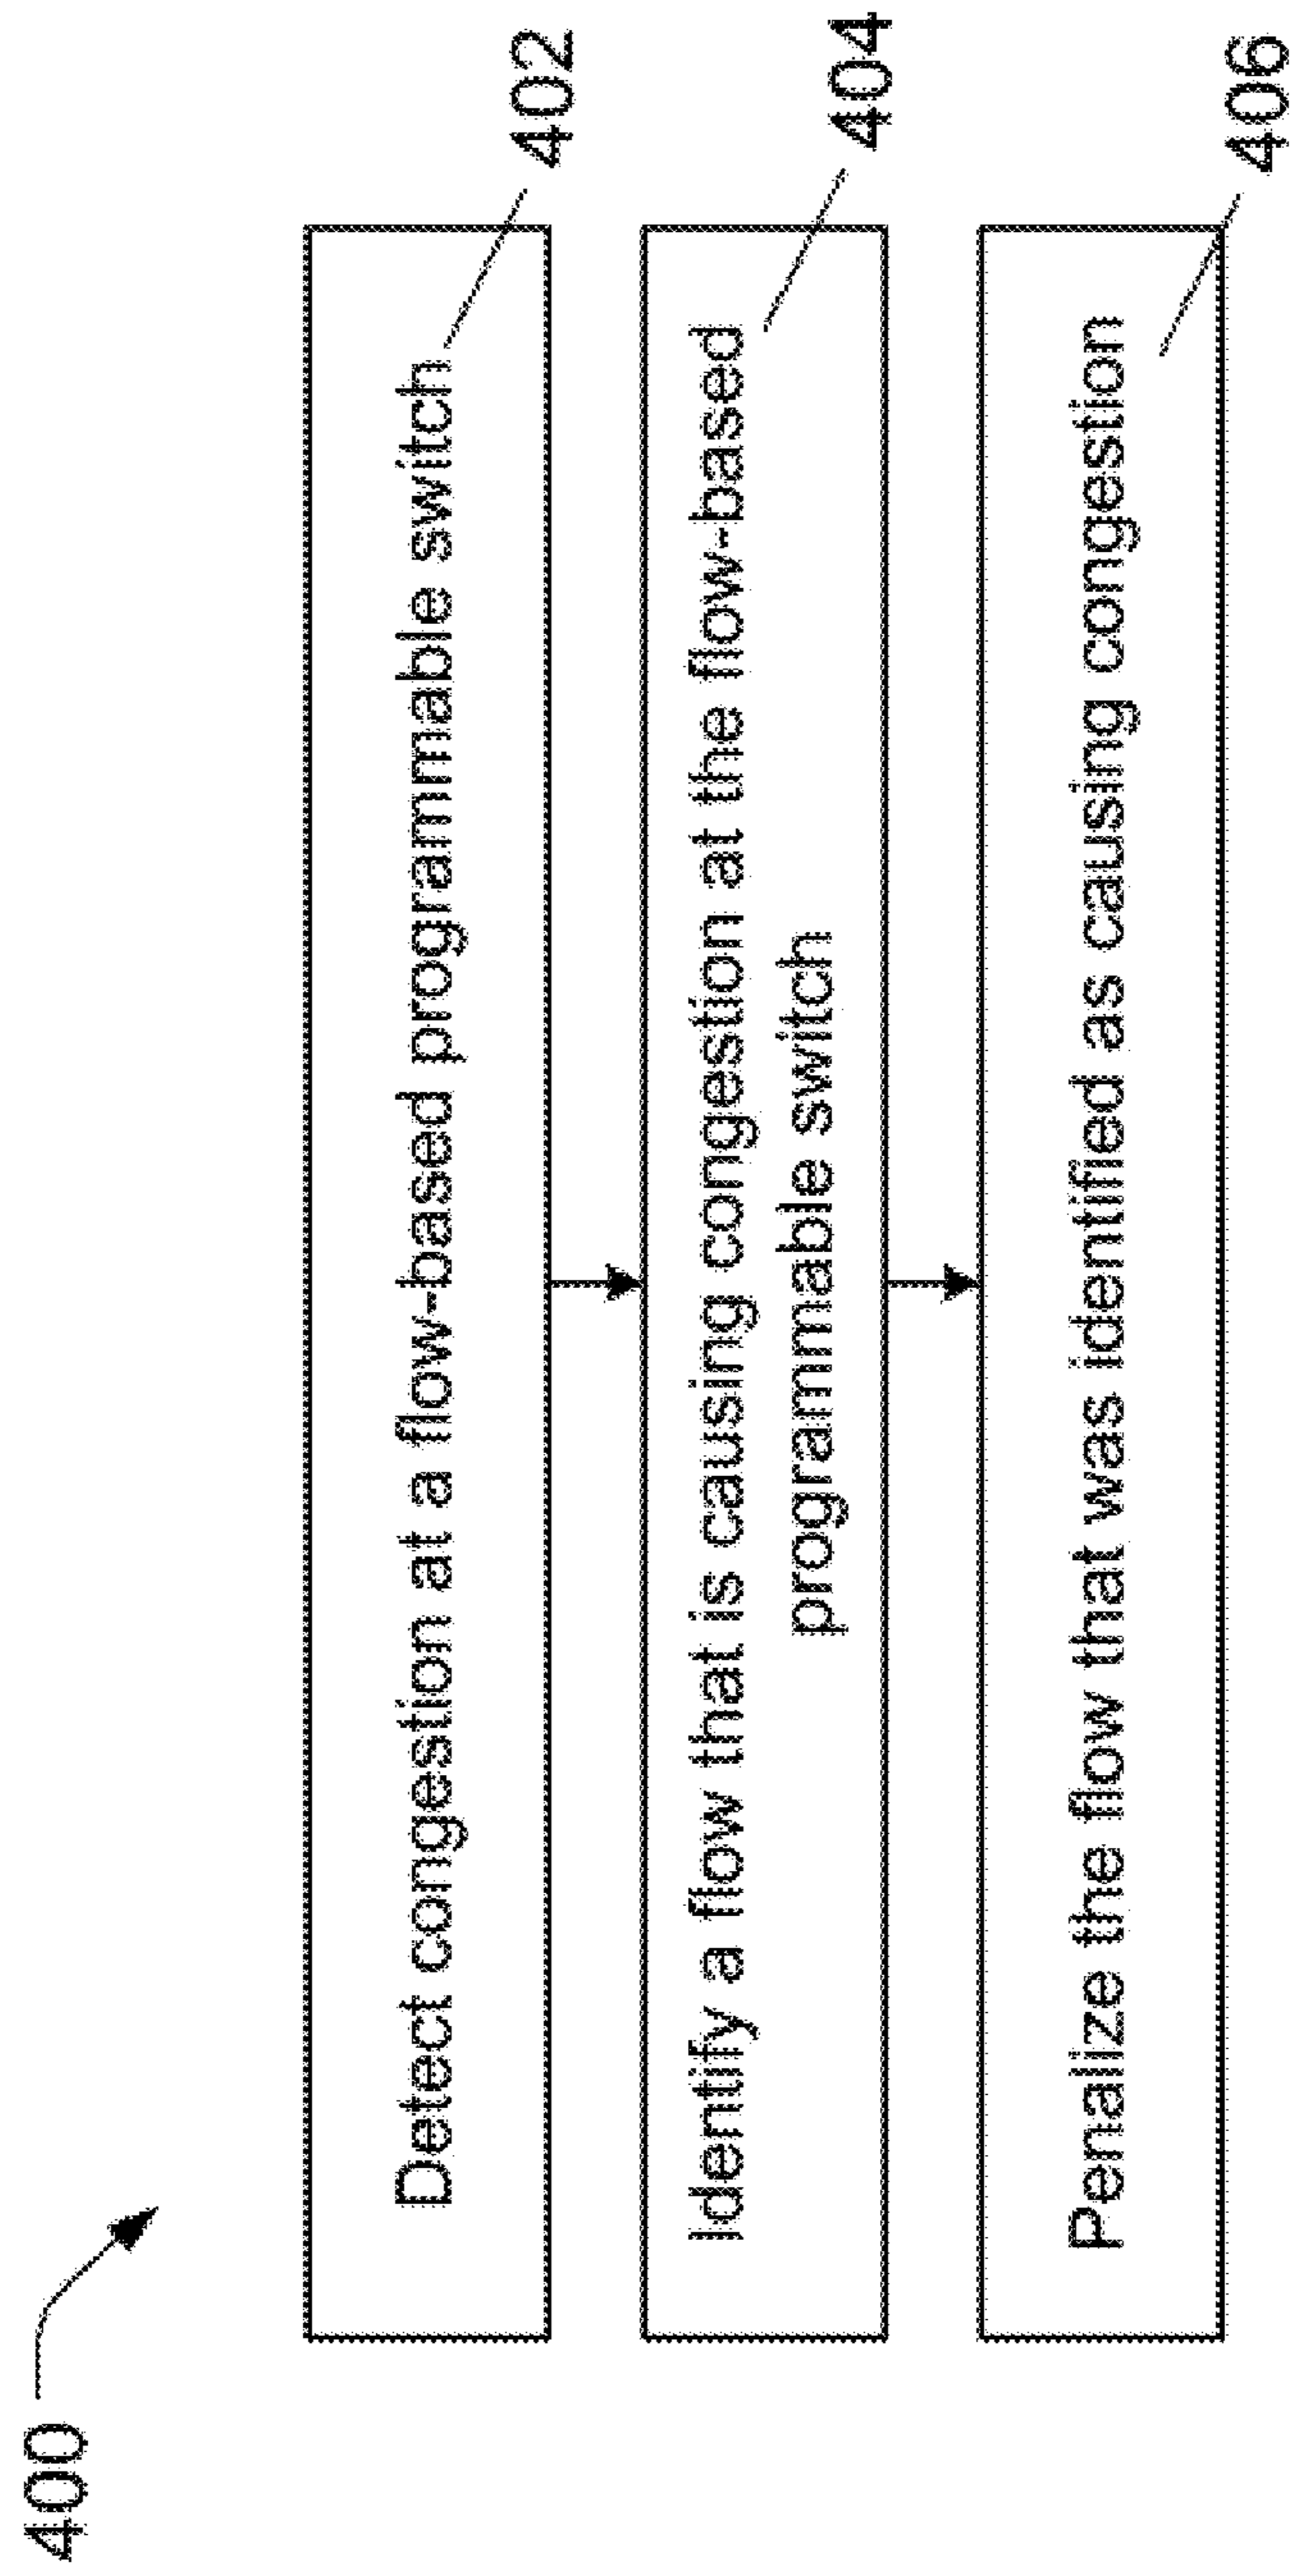 400
Detect congestion at a flow-based programmable switch
402
Identify a flow that is causing congestion at the flow-based
programmable switch
404
Penalize the flow that was identified as causing congestion
406